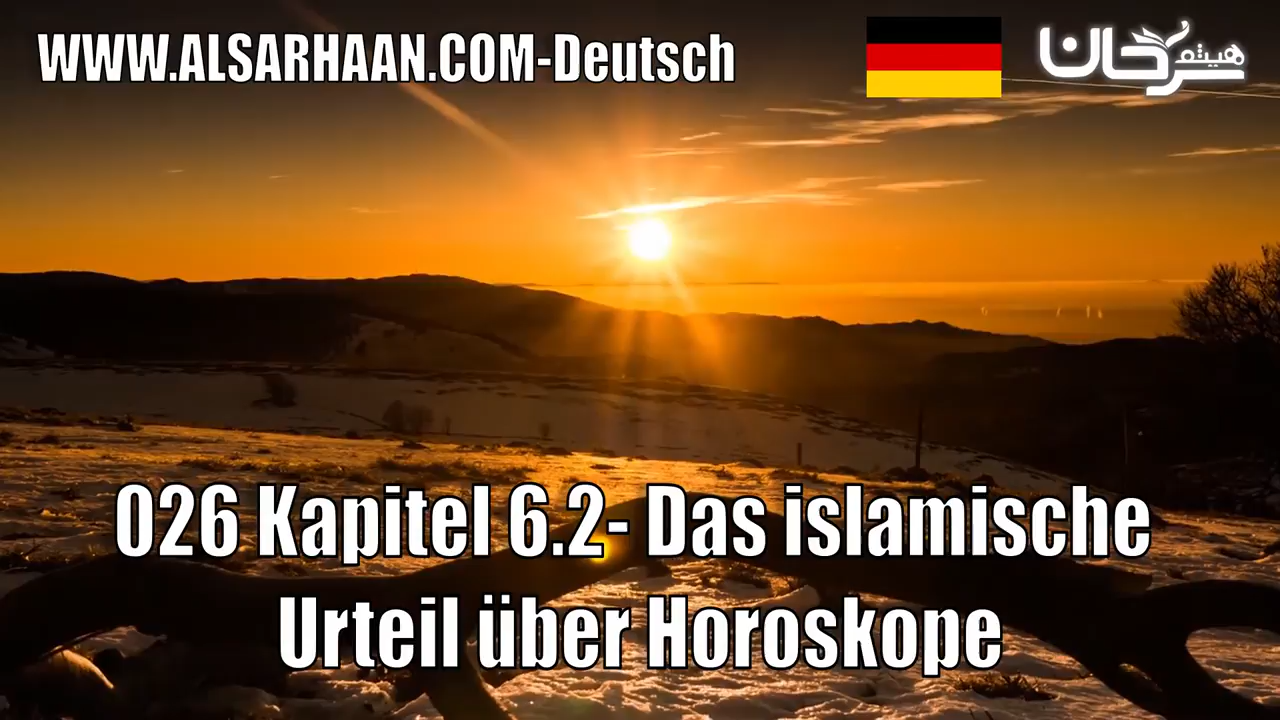 WWW.ALSARHAAN.COM-Deutsch
هيثم سرحان
026 Kapitel 6.2- Das islamische
Urteil über Horoskope